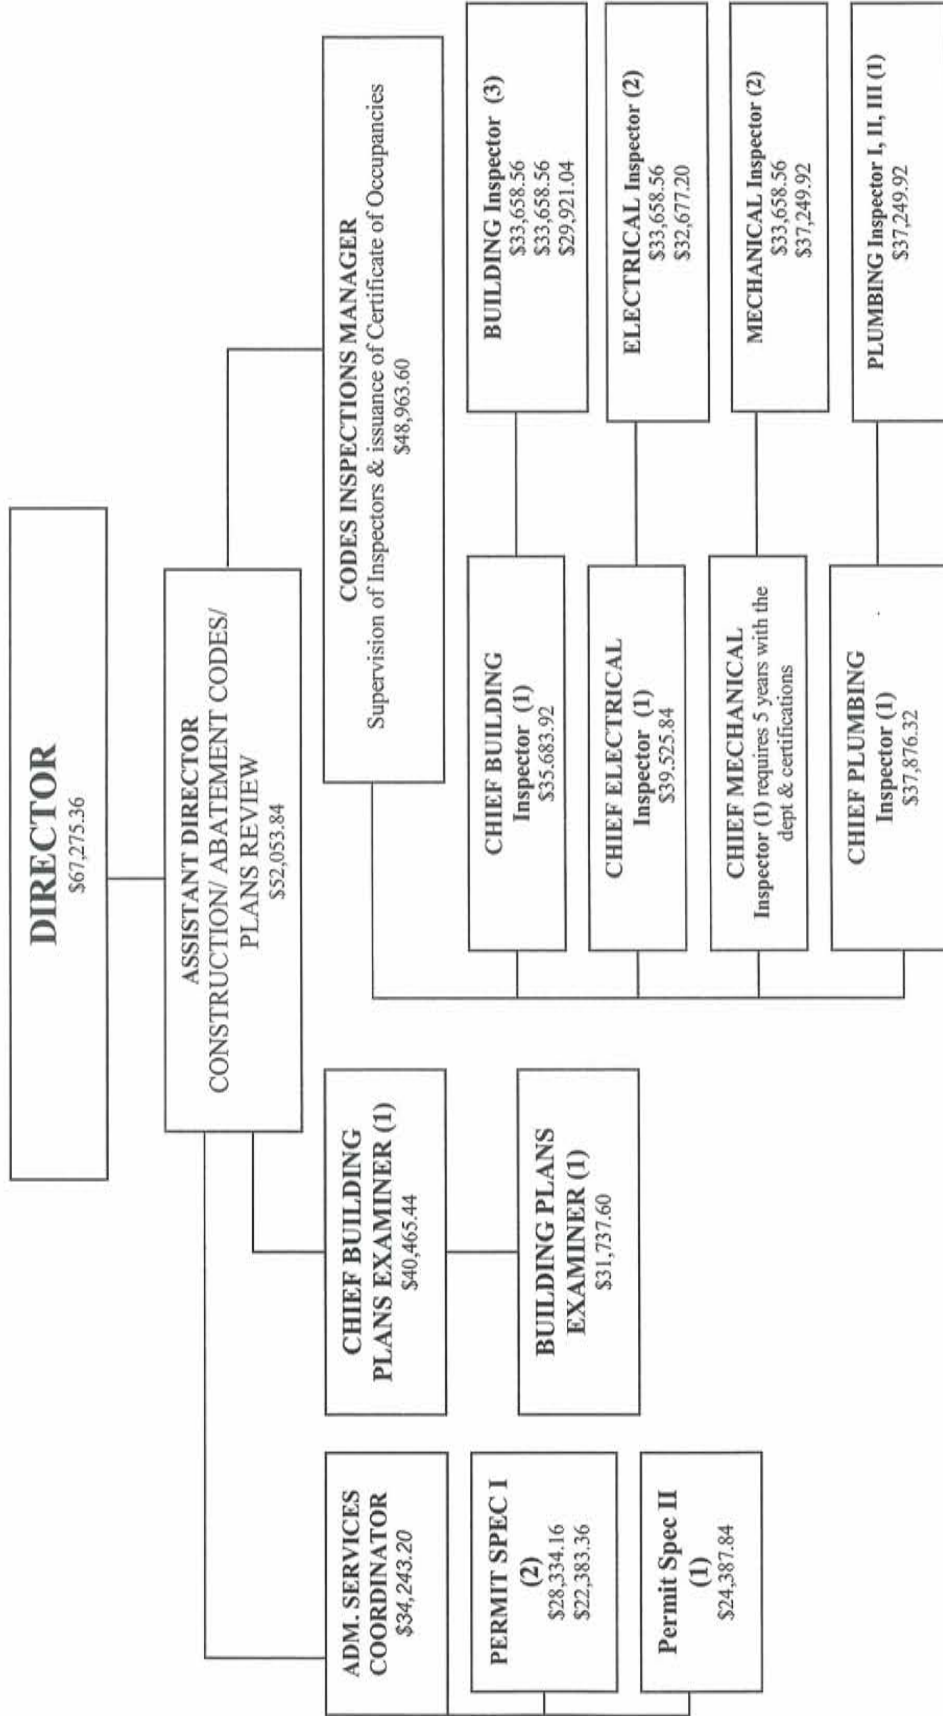 DIRECTOR
$67,275.36
ASSISTANT DIRECTOR
CONSTRUCTION/ ABATEMENT CODES/
PLANS REVIEW
$52,053.84
ADM. SERVICES
COORDINATOR
$34,243.20
PERMIT SPEC I
(2)
$28,334.16
$22,383.36
Permit Spec II
(1)
$24,387.84
CHIEF BUILDING
PLANS EXAMINER (1)
$40,465.44
BUILDING PLANS
EXAMINER (1)
$31,737.60
CODES INSPECTIONS MANAGER
Supervision of Inspectors & issuance of Certificate of Occupancies
$48,963.60
CHIEF BUILDING
Inspector (1)
$35.683.92
BUILDING Inspector (3)
$33,658.56
$33,658.56
$29,921.04
CHIEF ELECTRICAL
Inspector (1)
$39.525.84
ELECTRICAL Inspector (2)
$33,658.56
$32,677.20
CHIEF MECHANICAL
Inspector (1) requires 5 years with the
dept & certifications
MECHANICAL Inspector (2)
$33,658.56
$37,249.92
CHIEF PLUMBING
Inspector (1)
$37,876.32
PLUMBING Inspector I, II, III (1)
$37,249.92